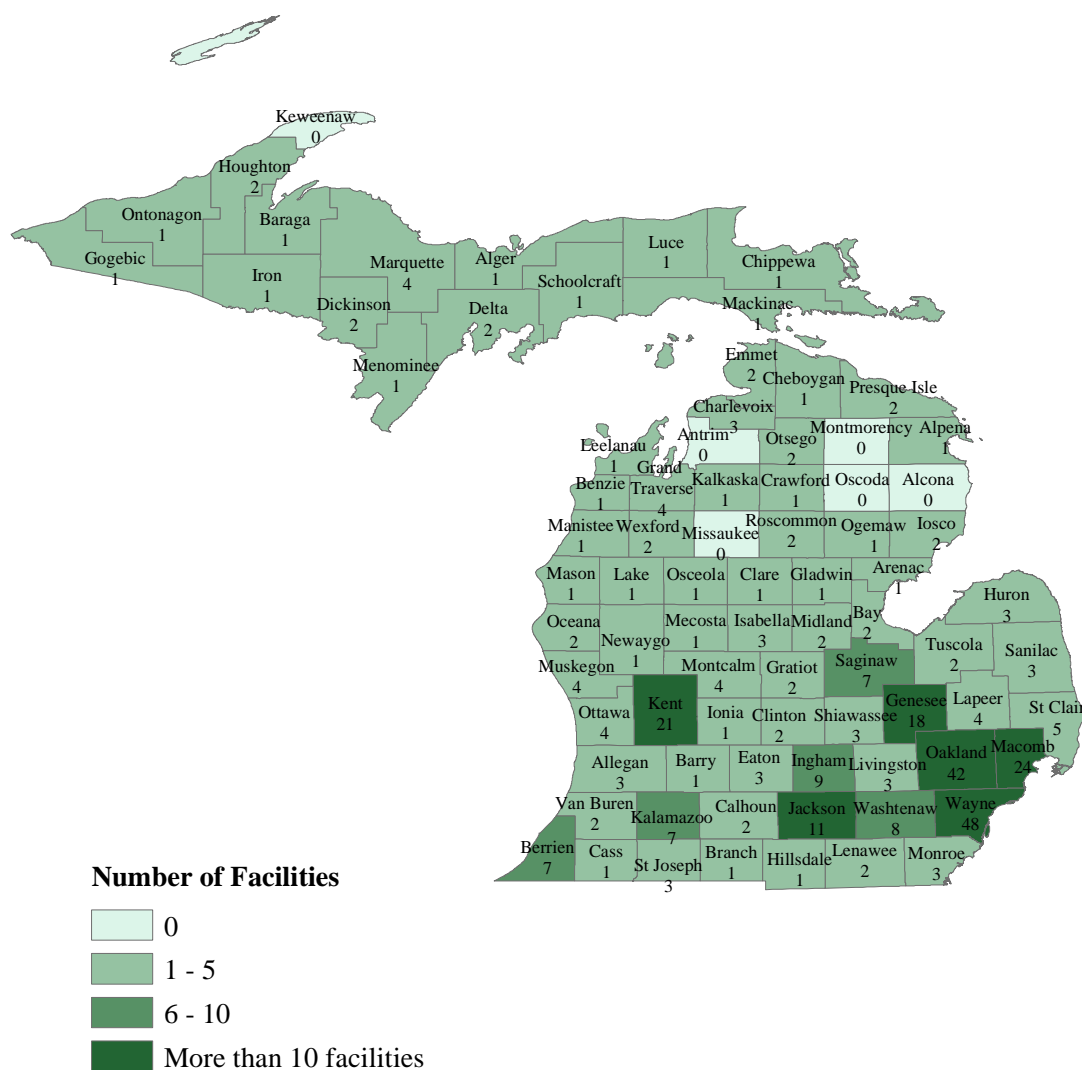 Keweenaw
0
Houghton
2
Ontonagon
1
Baraga
1
Gogebic
1
Iron
1
Marquette
4
Alger
1
Luce
1
Chippewa
1
Schoolcraft
1
Dickinson
2
Delta
2
Mackinac
1
Menominee
1
Emmet
2
Cheboygan
1
Presque Isle
2
Charlevoix
3
Antrim
0
Otsego
2
Montmorency
0
Alpena
1
Leelanau
1
Grand
Traverse
4
Benzie
1
Kalkaska
1
Crawford
1
Oscoda
0
Alcona
0
Manistee
1
Wexford
2
Missaukee
0
Roscommon
2
Ogemaw
1
Iosco
2
Mason
1
Lake
1
Osceola
1
Clare
1
Gladwin
1
Arenac
1
Huron
3
Oceana
2
Newaygo
1
Mecosta
1
Isabella
3
Midland
2
Bay
2
Tuscola
2
Sanilac
3
Muskegon
4
Montcalm
4
Gratiot
2
Saginaw
7
Kent
21
Ottawa
4
Ionia
1
Clinton
2
Shiawassee
3
Genesee
18
Lapeer
4
St Clair
5
Allegan
3
Barry
1
Eaton
3
Ingham
9
Livingston
3
Oakland
42
Macomb
24
Van Buren
2
Kalamazoo
7
Calhoun
2
Jackson
11
Washtenaw
8
Wayne
48
Berrien
7
Cass
1
St Joseph
3
Branch
1
Hillsdale
1
Lenawee
2
Monroe
3
Number of Facilities
0
1 - 5
6 - 10
More than 10 facilities